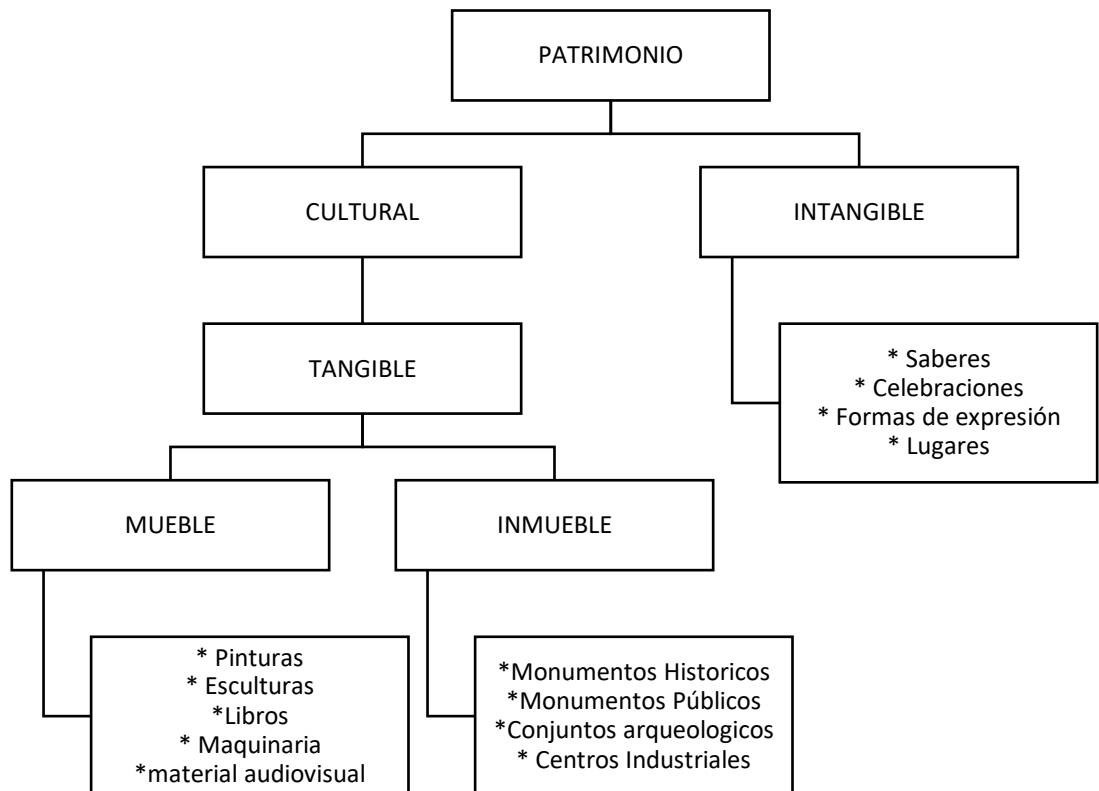 PATRIMONIO
CULTURAL
INTANGIBLE
TANGIBLE
* Saberes
* Celebraciones
* Formas de expresión
* Lugares
MUEBLE
INMUEBLE
* Pinturas
* Esculturas
*Libros
* Maquinaria
*material audiovisual
*Monumentos Historicos
*Monumentos Públicos
*Conjuntos arqueologicos
* Centros Industriales